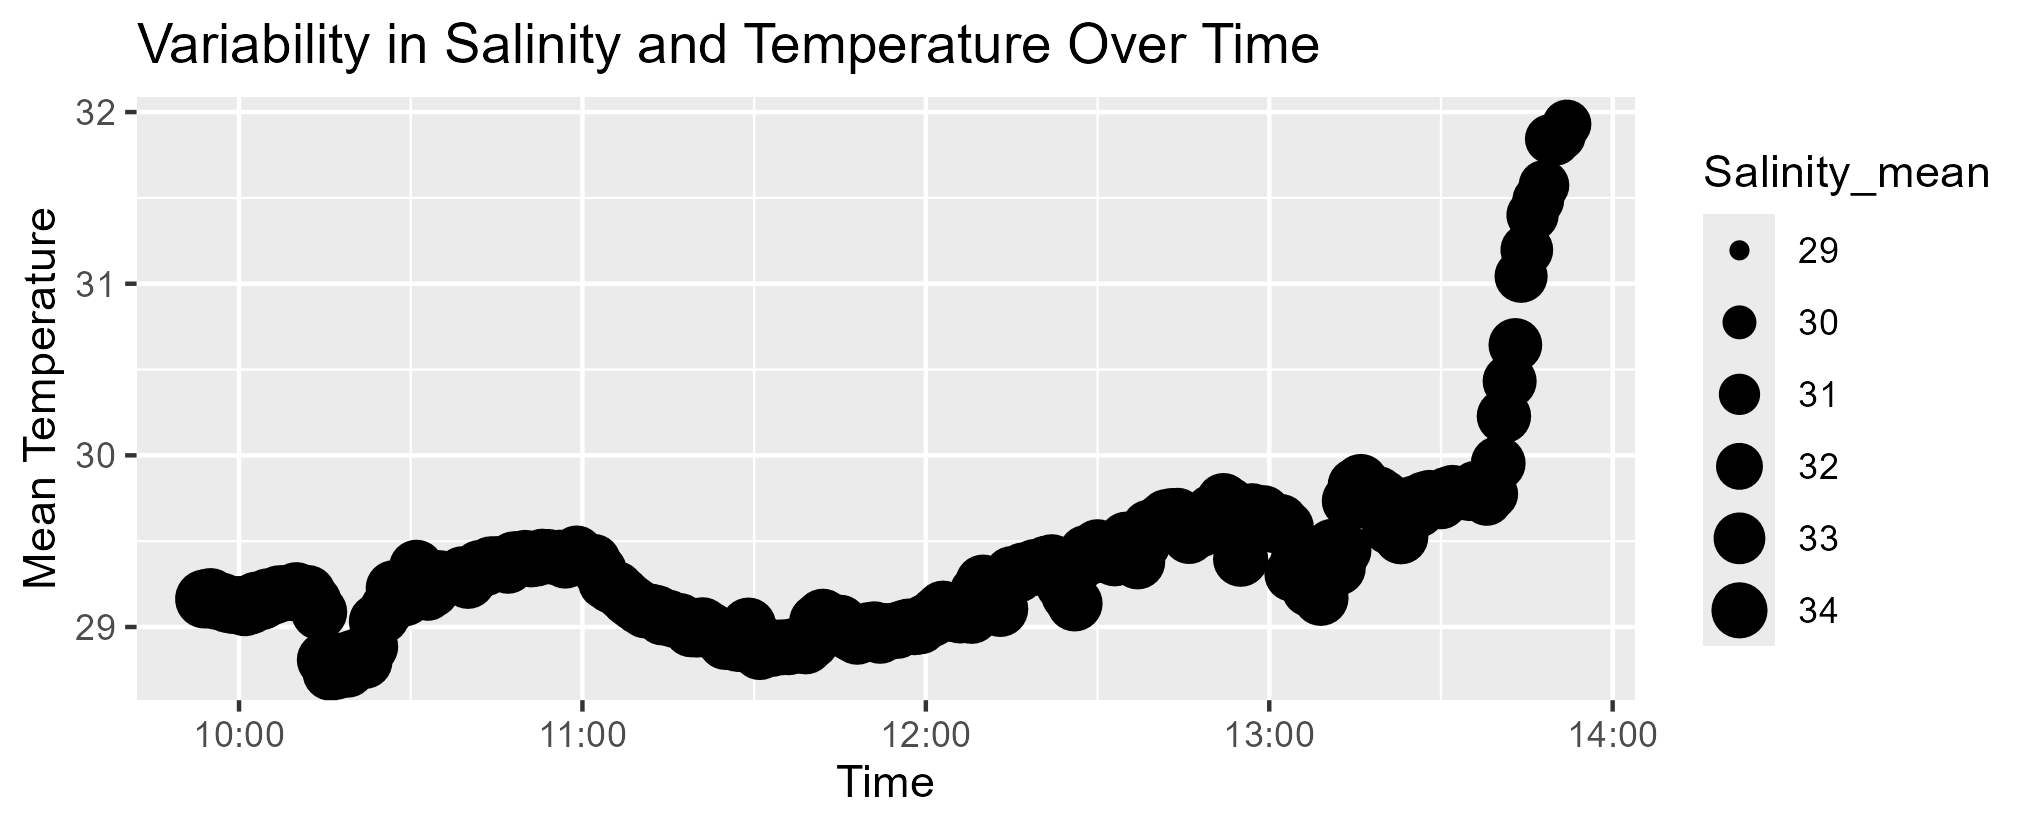 Variability in Salinity and Temperature Over Time
32
31
30
29
Mean Temperature
10:00 11:00 12:00 13:00 14:00
Time
Salinity_mean
29
30
31
32
33
34